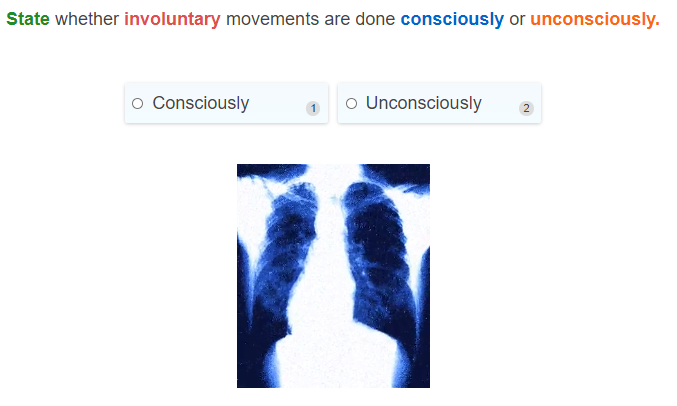 State whether involuntary movements are done consciously or unconsciously.
Consciously 1 Unconsciously 2